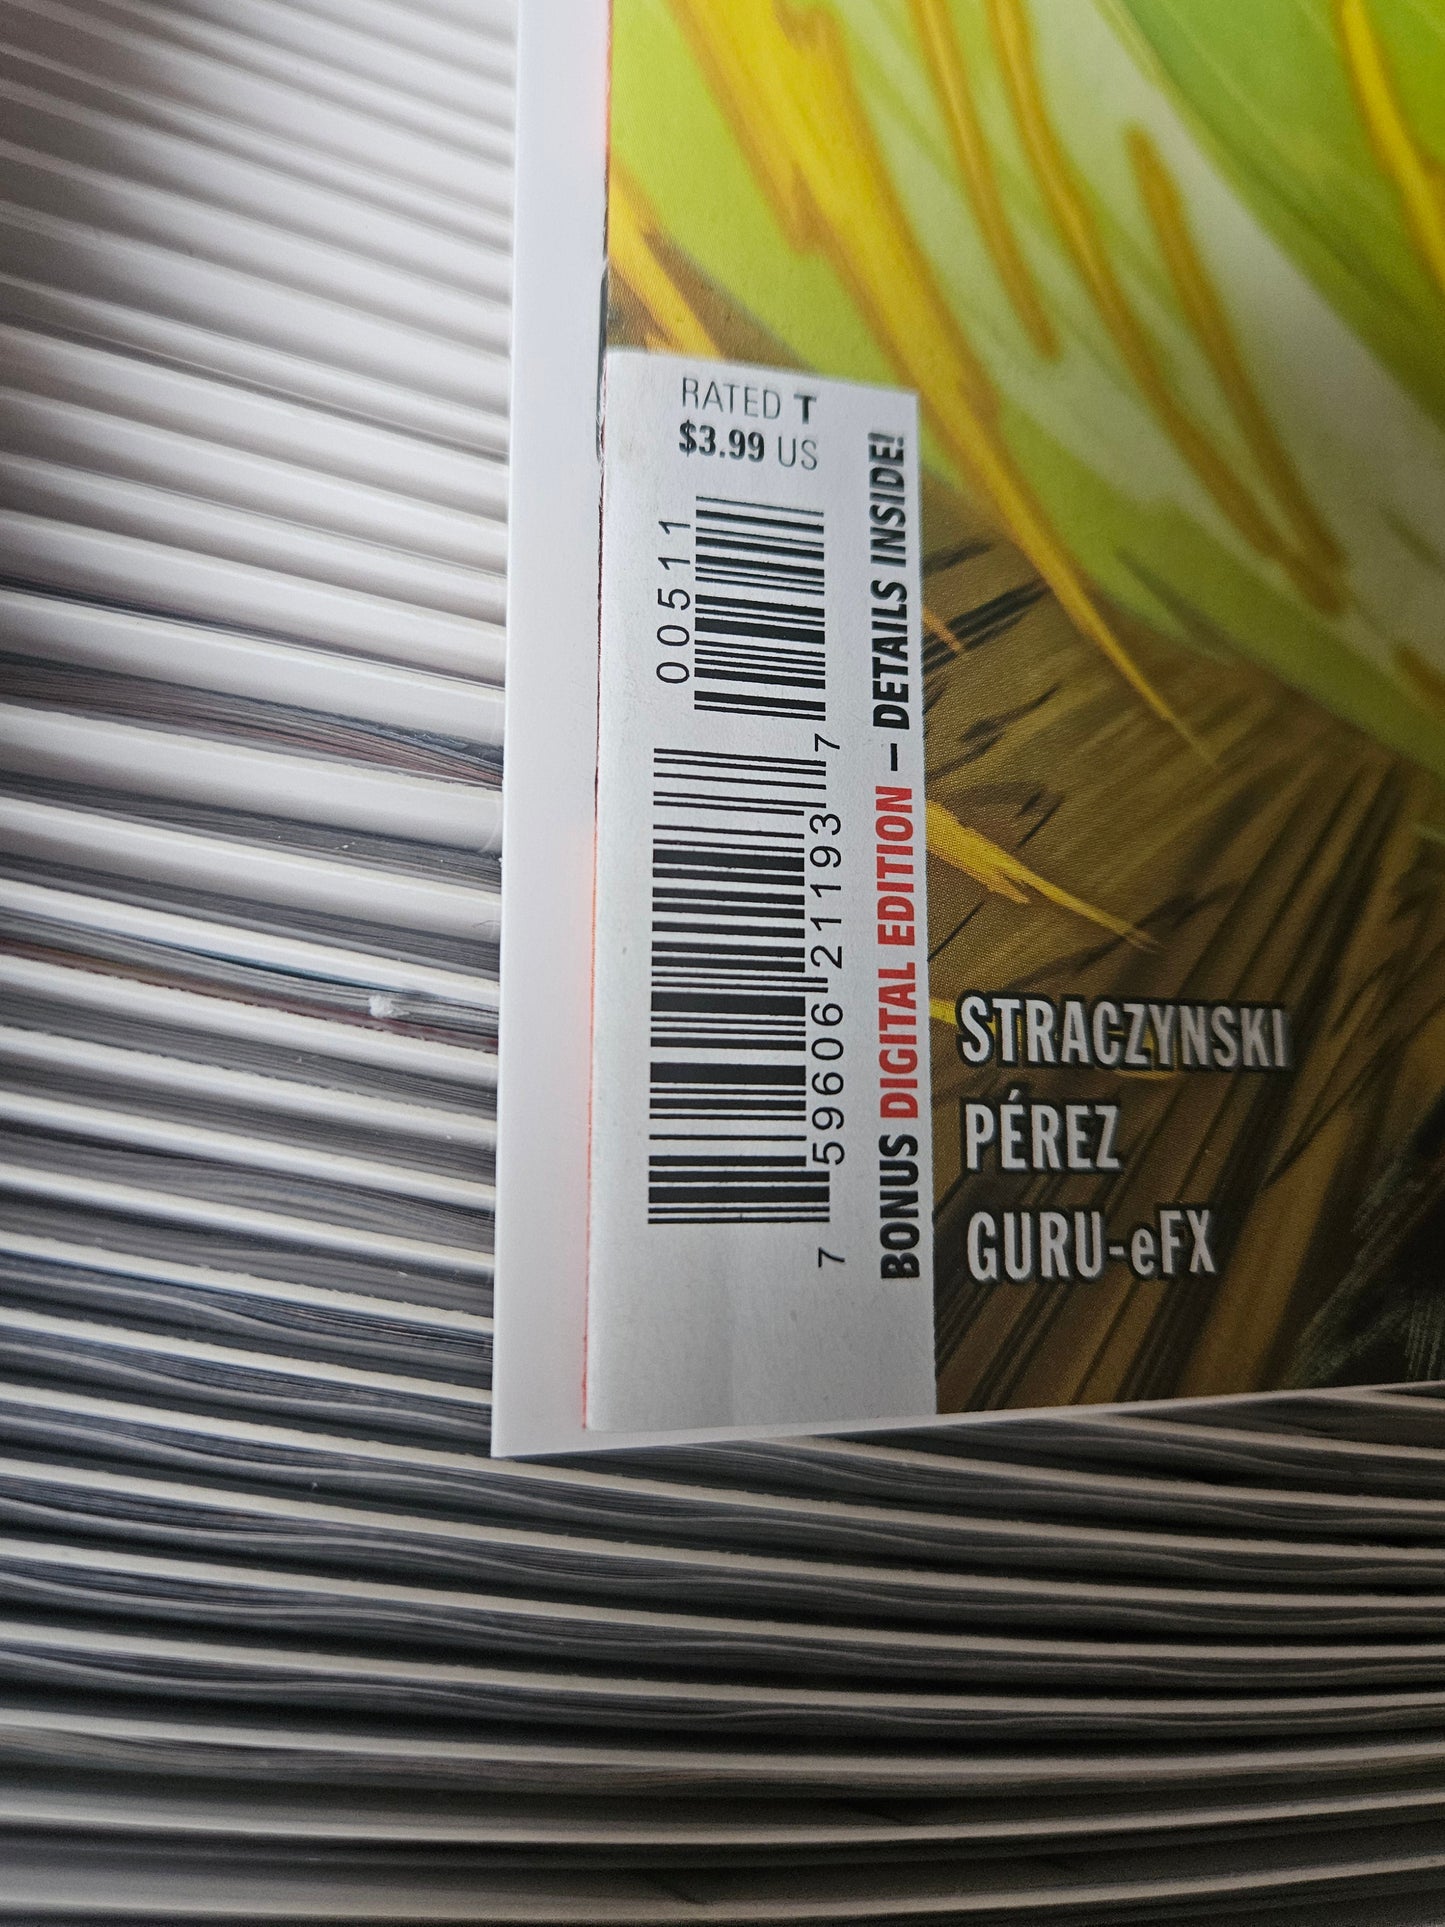 RATED T
$3.99 US
00511
7 59606 21193 7
BONUS DIGITAL EDITION – DETAILS INSIDE!
STRACZYNSKI
PÉREZ
GURU-eFX